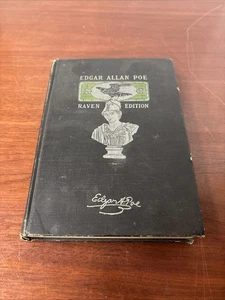 EDGAR ALLAN POE
RAVEN EDITION
Edgar A Poe